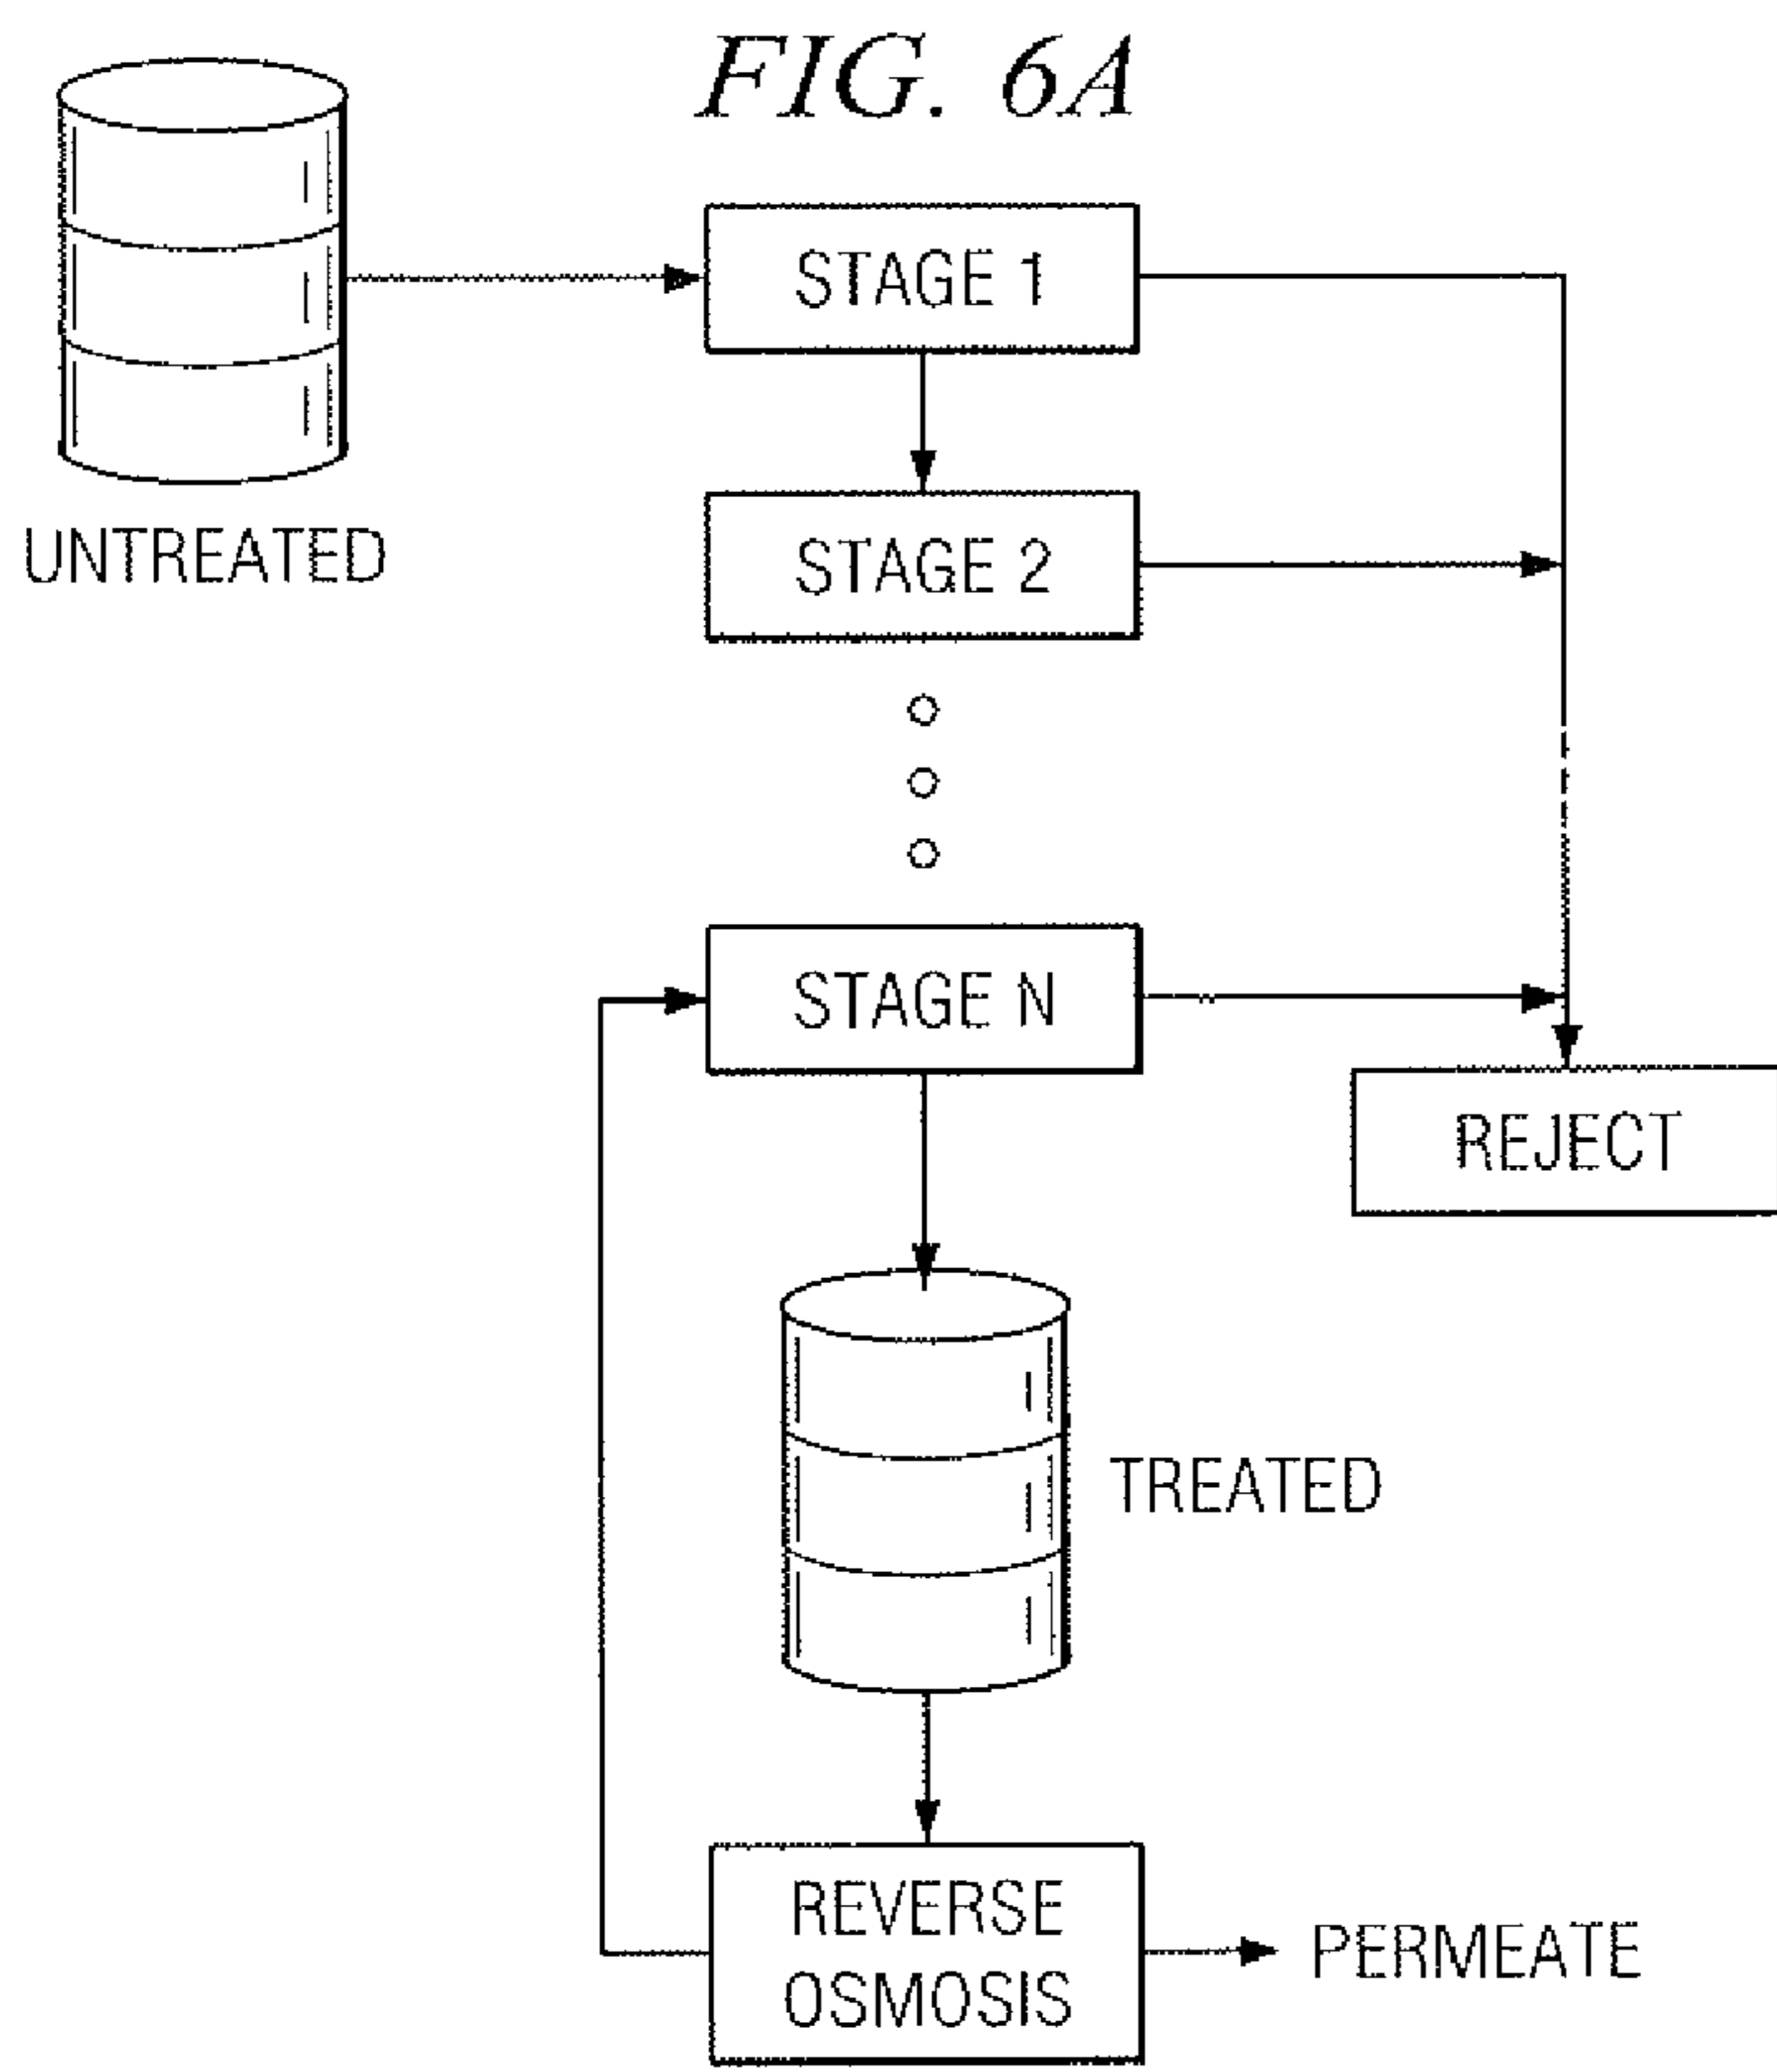 FIG. 6A
STAGE 1
UNTREATED
STAGE 2
STAGE N
REJECT
TREATED
REVERSE
OSMOSIS
PERMEATE